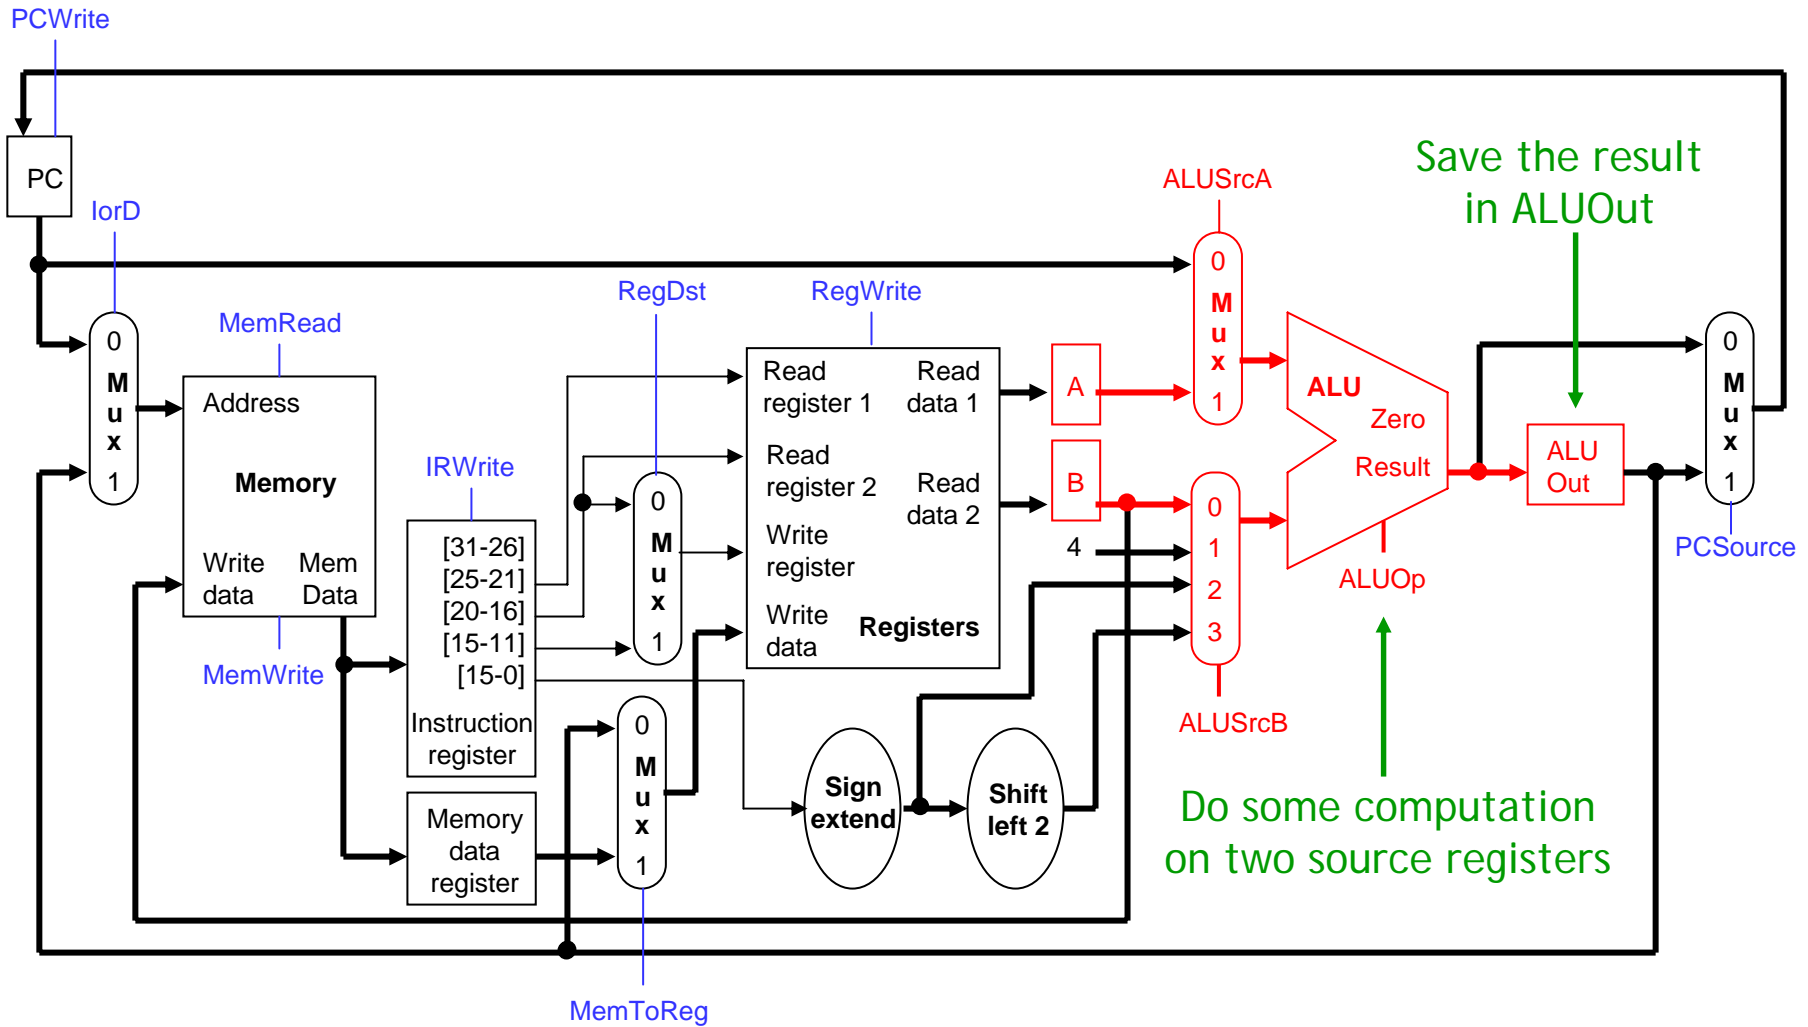 PCWrite
PC
IorD
0
M
u
x
1
MemRead
Address
Memory
Write
data
Mem
Data
MemWrite
IRWrite
[31-26]
[25-21]
[20-16]
[15-11]
[15-0]
Instruction
register
Memory
data
register
RegDst
0
M
u
x
1
0
M
u
x
1
MemToReg
RegWrite
Read
register 1
Read
data 1
Read
register 2
Read
data 2
Write
register
Write
data
Registers
Sign
extend
Shift
left 2
A
B
4
ALUSrcA
0
M
u
x
1
0
1
2
3
ALUSrcB
ALU
Zero
Result
ALUOp
Save the result
in ALUOut
ALU
Out
0
M
u
x
1
PCSource
Do some computation
on two source registers